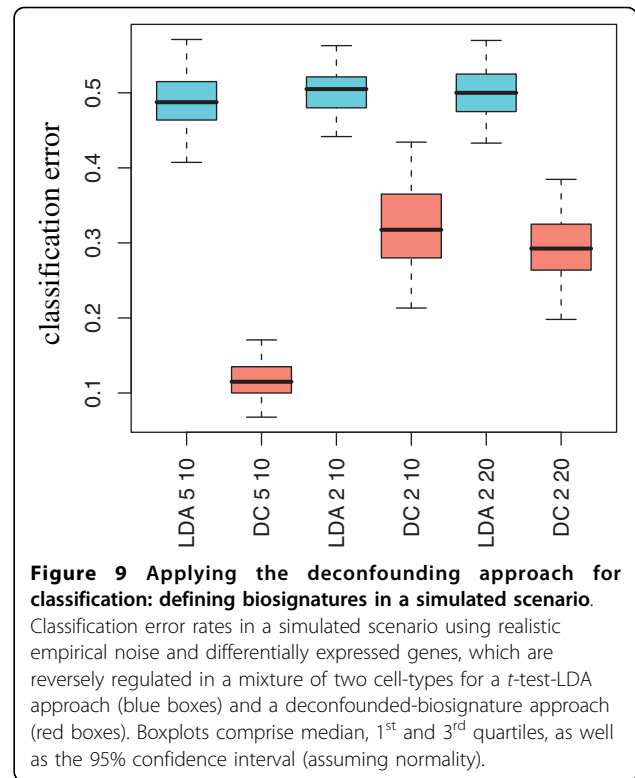 classification error
0.5
0.4
0.3
0.2
0.1
LDA 5 10
DC 5 10
LDA 2 10
DC 2 10
LDA 2 20
DC 2 20
Figure 9 Applying the deconfounding approach for
classification: defining biosignatures in a simulated scenario.
Classification error rates in a simulated scenario using realistic
empirical noise and differentially expressed genes, which are
reversely regulated in a mixture of two cell-types for a t-test-LDA
approach (blue boxes) and a deconfounded-biosignature approach
(red boxes). Boxplots comprise median, 1st and 3rd quartiles, as well
as the 95% confidence interval (assuming normality).